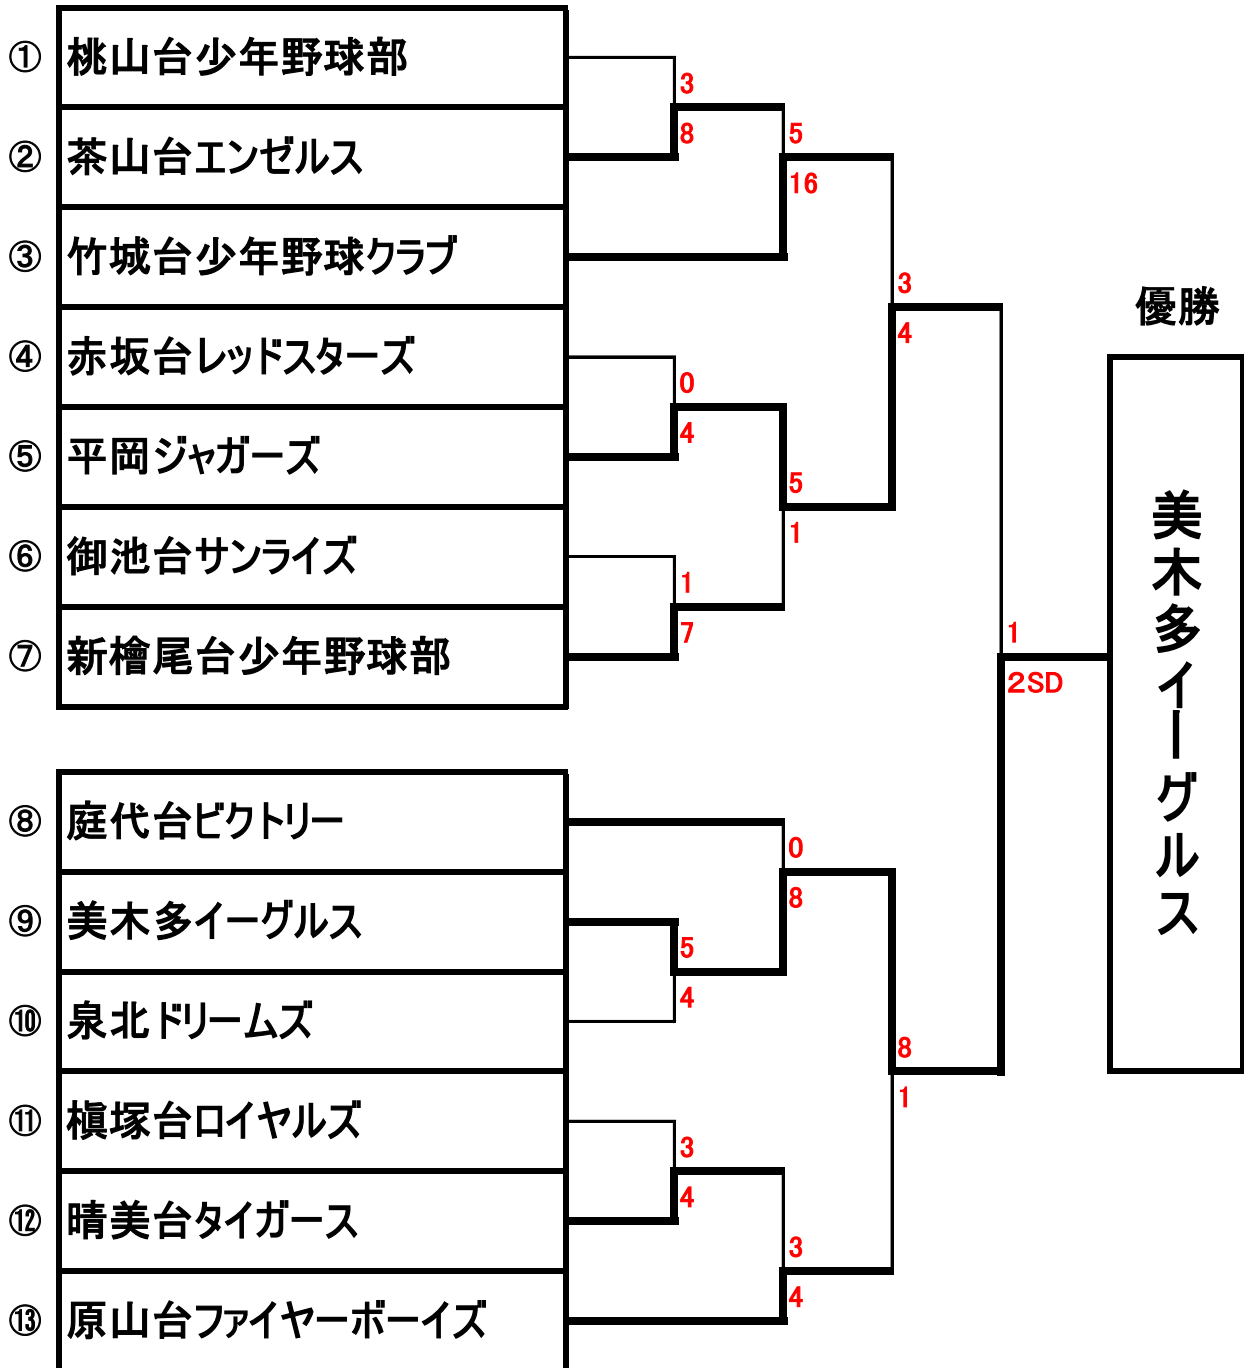 ① 桃山台少年野球部
3
② 茶山台エンゼルス
8
5
16
③ 竹城台少年野球クラブ
3
優勝
④ 赤坂台レッドスターズ
4
0
⑤ 平岡ジャガーズ
4
5
1
⑥ 御池台サンライズ
1
⑦ 新檜尾台少年野球部
7
1
2SD
美木多イーグルス
⑧ 庭代台ビクトリー
0
8
⑨ 美木多イーグルス
5
4
⑩ 泉北ドリームズ
8
1
⑪ 槇塚台ロイヤルズ
3
⑫ 晴美台タイガース
4
3
4
⑬ 原山台ファイヤーボーイズ